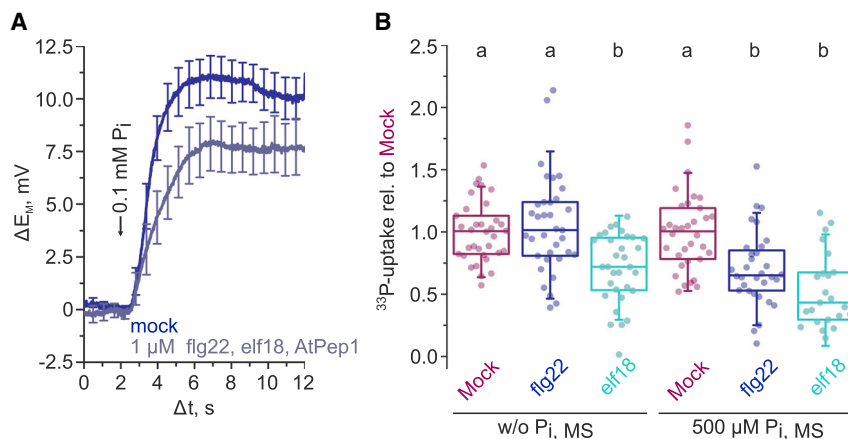 A
12.5
10.0
7.5
5.0
2.5
0
-2.5
ΔE_M, mV
0.1 mM P_i
mock
1 µM flg22, elf18, AtPep1
0 2 4 6 8 10 12
Δt, s
B
a a b a b b
2.5
2.0
1.5
1.0
0.5
0.0
³³P-uptake rel. to Mock
Mock flg22 elf18 Mock flg22 elf18
w/o P_i, MS 500 µM P_i, MS